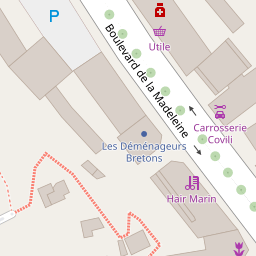 P
Utile
Boulevard de la Madeleine
Carrosserie
Covili
Les Déménageurs
Bretons
Hair Marin